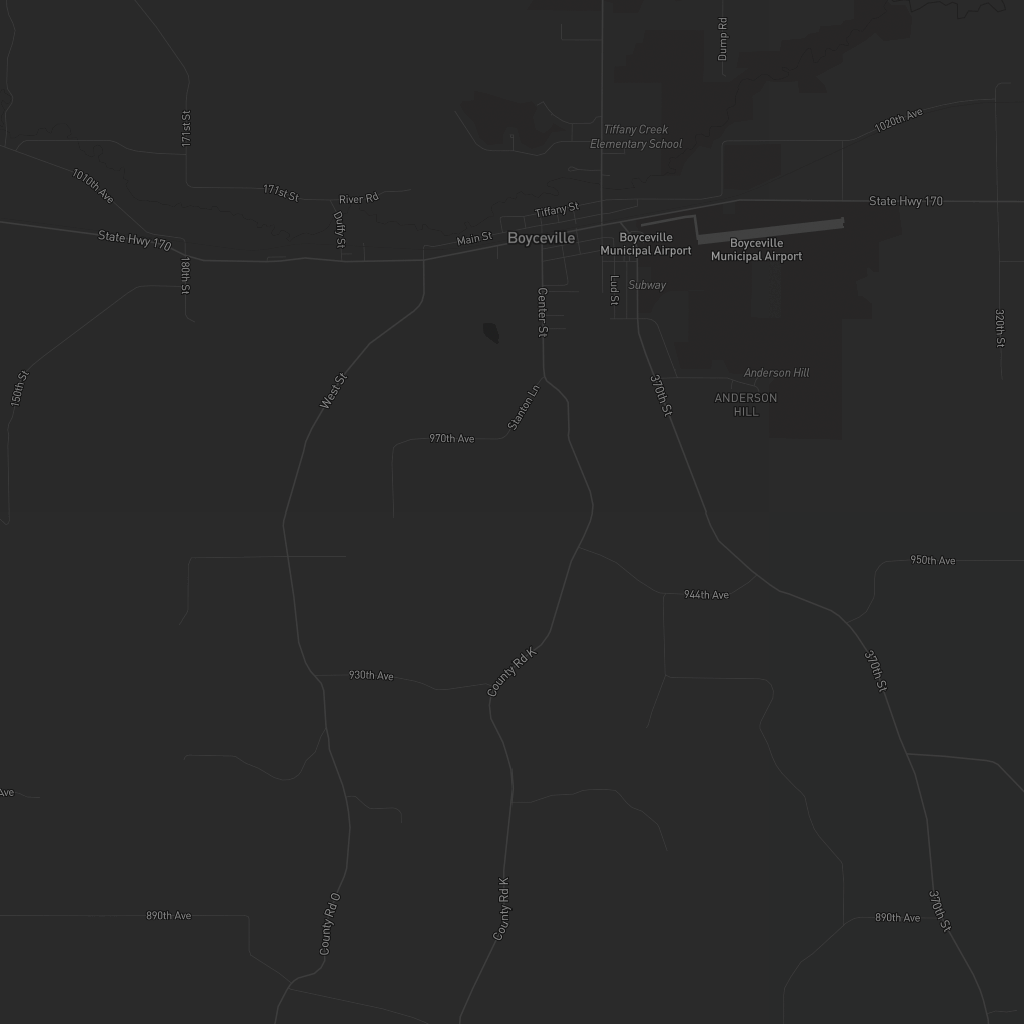 Dump Rd
1020th Ave
171st St
Tiffany Creek
Elementary School
1010th Ave
171st St
River Rd
State Hwy 170
Tiffany St
Duffy St
State Hwy 170
Main St
Boyceville
Boyceville
Municipal Airport
Boyceville
Municipal Airport
180th St
Lud St
Subway
Center St
320th St
150th St
West St
370th St
Anderson Hill
ANDERSON
HILL
Stanton Ln
970th Ave
950th Ave
944th Ave
930th Ave
County Rd K
370th St
Ave
County Rd K
County Rd O
890th Ave
890th Ave
370th St